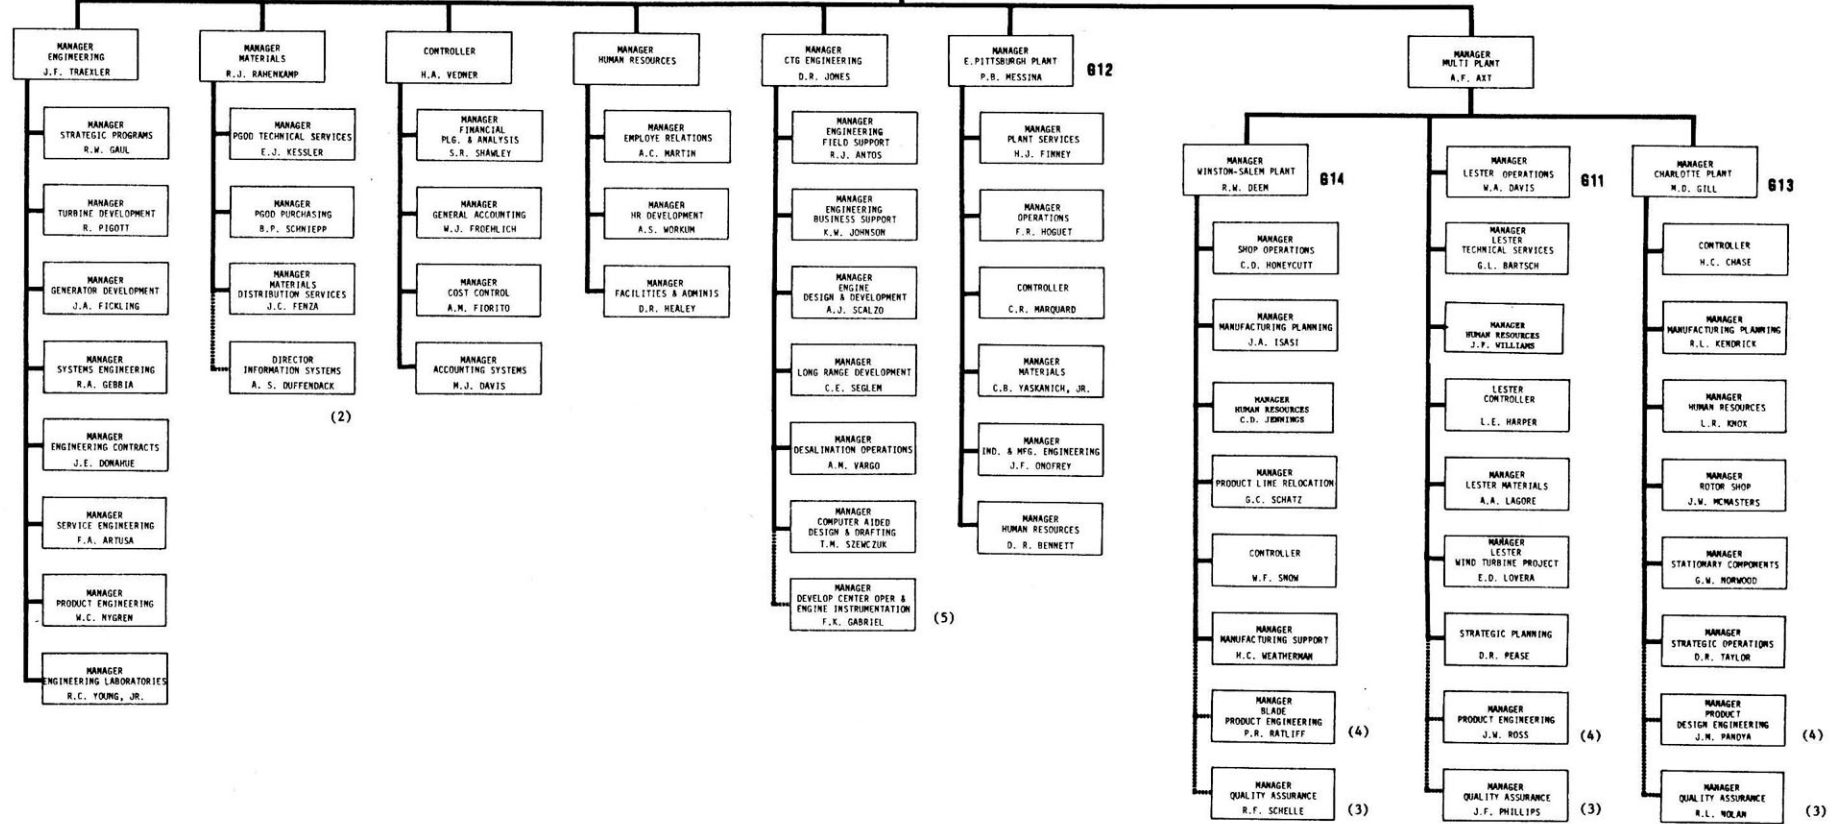 MANAGER
ENGINEERING
J.F. TRAEXLER
MANAGER
STRATEGIC PROGRAMS
R.W. GAUL
MANAGER
TURBINE DEVELOPMENT
R. PIGOTT
MANAGER
GENERATOR DEVELOPMENT
J.A. FICKLING
MANAGER
SYSTEMS ENGINEERING
R.A. GEBBIA
MANAGER
ENGINEERING CONTRACTS
J.E. DONAHUE
MANAGER
SERVICE ENGINEERING
F.A. ARTUSA
MANAGER
PRODUCT ENGINEERING
W.C. NYGREN
MANAGER
ENGINEERING LABORATORIES
R.C. YOUNG, JR.
MANAGER
MATERIALS
R.J. RAHENKAMP
MANAGER
PGOD TECHNICAL SERVICES
E.J. KESSLER
MANAGER
PGOD PURCHASING
B.P. SCHNIEPP
MANAGER
MATERIALS
DISTRIBUTION SERVICES
J.C. FENZA
DIRECTOR
INFORMATION SYSTEMS
A. S. DUFFENDACK
(2)
CONTROLLER
H.A. VEDNER
MANAGER
FINANCIAL
PLG. & ANALYSIS
S.R. SHAWLEY
MANAGER
GENERAL ACCOUNTING
W.J. FROEHLICH
MANAGER
COST CONTROL
A.M. FIORITO
MANAGER
ACCOUNTING SYSTEMS
M.J. DAVIS
MANAGER
HUMAN RESOURCES
MANAGER
EMPLOYE RELATIONS
A.C. MARTIN
MANAGER
HR DEVELOPMENT
A.S. WORKUM
MANAGER
FACILITIES & ADMINIS
D.R. HEALEY
MANAGER
CTG ENGINEERING
D.R. JONES
MANAGER
ENGINEERING
FIELD SUPPORT
R.J. ANTOS
MANAGER
ENGINEERING
BUSINESS SUPPORT
K.W. JOHNSON
MANAGER
ENGINE
DESIGN & DEVELOPMENT
A.J. SCALZO
MANAGER
LONG RANGE DEVELOPMENT
C.E. SEGLEM
MANAGER
DESALINATION OPERATIONS
A.M. VARGO
MANAGER
COMPUTER AIDED
DESIGN & DRAFTING
T.M. SZEWCZUK
MANAGER
DEVELOP CENTER OPER &
ENGINE INSTRUMENTATION
F.K. GABRIEL
(5)
MANAGER
E.PITTSBURGH PLANT
P.B. MESSINA
G12
MANAGER
PLANT SERVICES
H.J. FINNEY
MANAGER
OPERATIONS
F.R. HOGUET
CONTROLLER
C.R. MARQUARD
MANAGER
MATERIALS
C.B. YASKANICH, JR.
MANAGER
IND. & MFG. ENGINEERING
J.F. ONOFREY
MANAGER
HUMAN RESOURCES
D. R. BENNETT
MANAGER
MULTI PLANT
A.F. AXT
MANAGER
WINSTON-SALEM PLANT
R.W. DEEM
G14
MANAGER
SHOP OPERATIONS
C.D. HONEYCUTT
MANAGER
MANUFACTURING PLANNING
J.A. ISASI
MANAGER
HUMAN RESOURCES
C.D. JENNINGS
MANAGER
PRODUCT LINE RELOCATION
G.C. SCHATZ
CONTROLLER
W.F. SNOW
MANAGER
MANUFACTURING SUPPORT
H.C. WEATHERMAN
MANAGER
BLADE
PRODUCT ENGINEERING
P.R. RATLIFF
(4)
MANAGER
QUALITY ASSURANCE
R.F. SCHELLE
(3)
MANAGER
LESTER OPERATIONS
W.A. DAVIS
G11
MANAGER
LESTER
TECHNICAL SERVICES
G.L. BARTSCH
MANAGER
HUMAN RESOURCES
J.P. WILLIAMS
LESTER
CONTROLLER
L.E. HARPER
MANAGER
LESTER MATERIALS
A.A. LAGORE
MANAGER
LESTER
WIND TURBINE PROJECT
E.D. LOVERA
STRATEGIC PLANNING
D.R. PEASE
MANAGER
PRODUCT ENGINEERING
J.W. ROSS
(4)
MANAGER
QUALITY ASSURANCE
J.F. PHILLIPS
(3)
MANAGER
CHARLOTTE PLANT
M.D. GILL
G13
CONTROLLER
H.C. CHASE
MANAGER
MANUFACTURING PLANNING
R.L. KENDRICK
MANAGER
HUMAN RESOURCES
L.R. KNOX
MANAGER
ROTOR SHOP
J.W. MCMASTERS
MANAGER
STATIONARY COMPONENTS
G.W. NORWOOD
MANAGER
STRATEGIC OPERATIONS
D.R. TAYLOR
MANAGER
PRODUCT
DESIGN ENGINEERING
J.M. PANDYA
(4)
MANAGER
QUALITY ASSURANCE
R.L. NOLAN
(3)